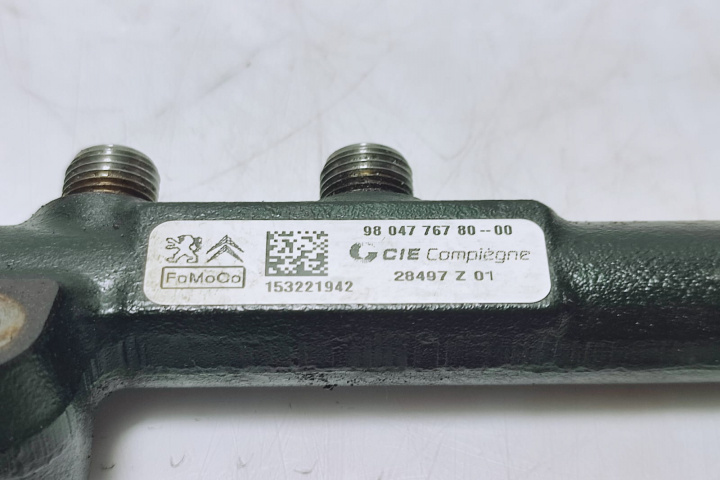 98 047 767 80--00
CIE Compiègne
FoMoCo
153221942
28497 Z 01